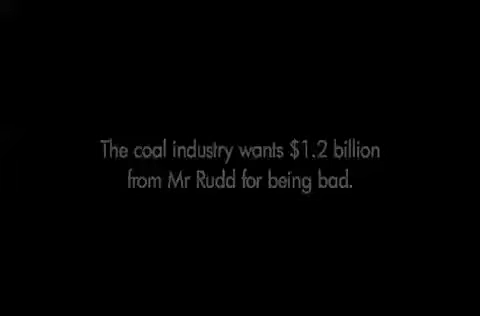 The coal industry wants $1.2 billion
from Mr Rudd for being bad.